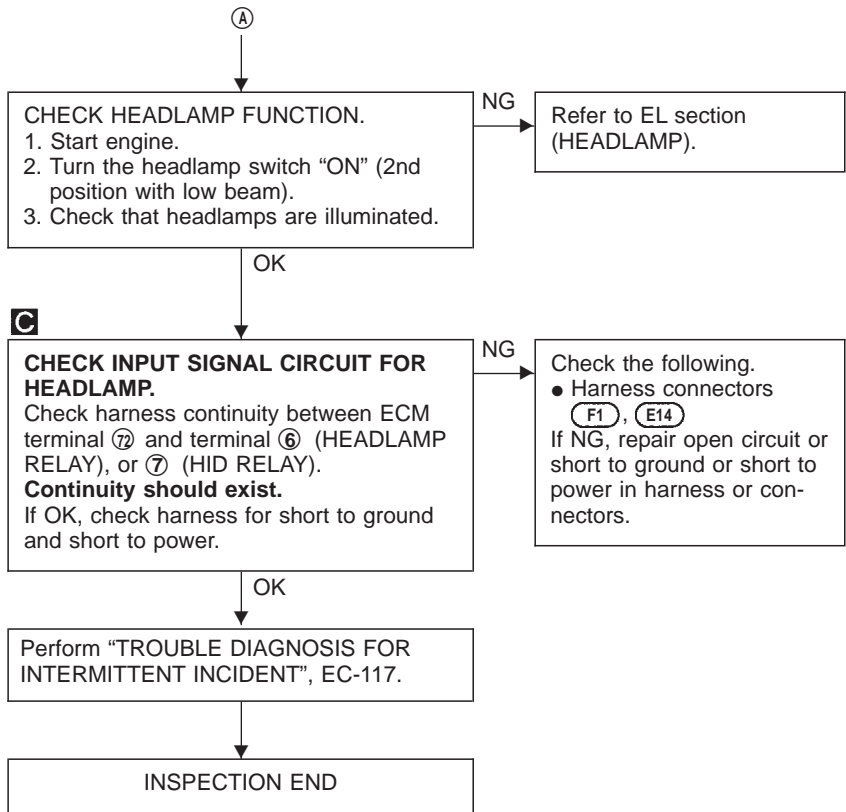 Ⓐ
CHECK HEADLAMP FUNCTION.
1. Start engine.
2. Turn the headlamp switch “ON” (2nd
position with low beam).
3. Check that headlamps are illuminated.
NG
Refer to EL section
(HEADLAMP).
OK
C
CHECK INPUT SIGNAL CIRCUIT FOR
HEADLAMP.
Check harness continuity between ECM
terminal 72 and terminal ⑥ (HEADLAMP
RELAY), or ⑦ (HID RELAY).
Continuity should exist.
If OK, check harness for short to ground
and short to power.
NG
Check the following.
● Harness connectors
F1, E14
If NG, repair open circuit or
short to ground or short to
power in harness or con-
nectors.
OK
Perform “TROUBLE DIAGNOSIS FOR
INTERMITTENT INCIDENT”, EC-117.
INSPECTION END